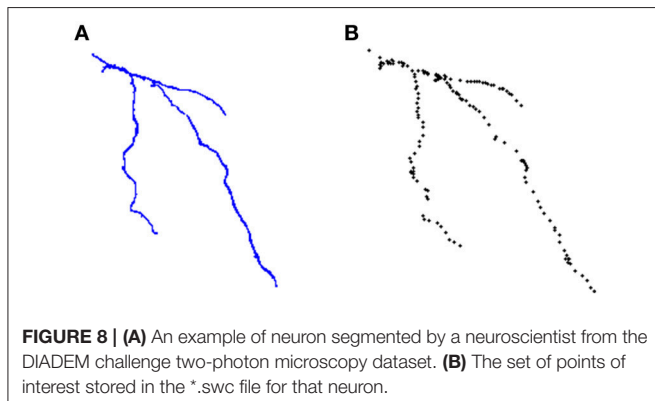 A
B
FIGURE 8 | (A) An example of neuron segmented by a neuroscientist from the
DIADEM challenge two-photon microscopy dataset. (B) The set of points of
interest stored in the *.swc file for that neuron.